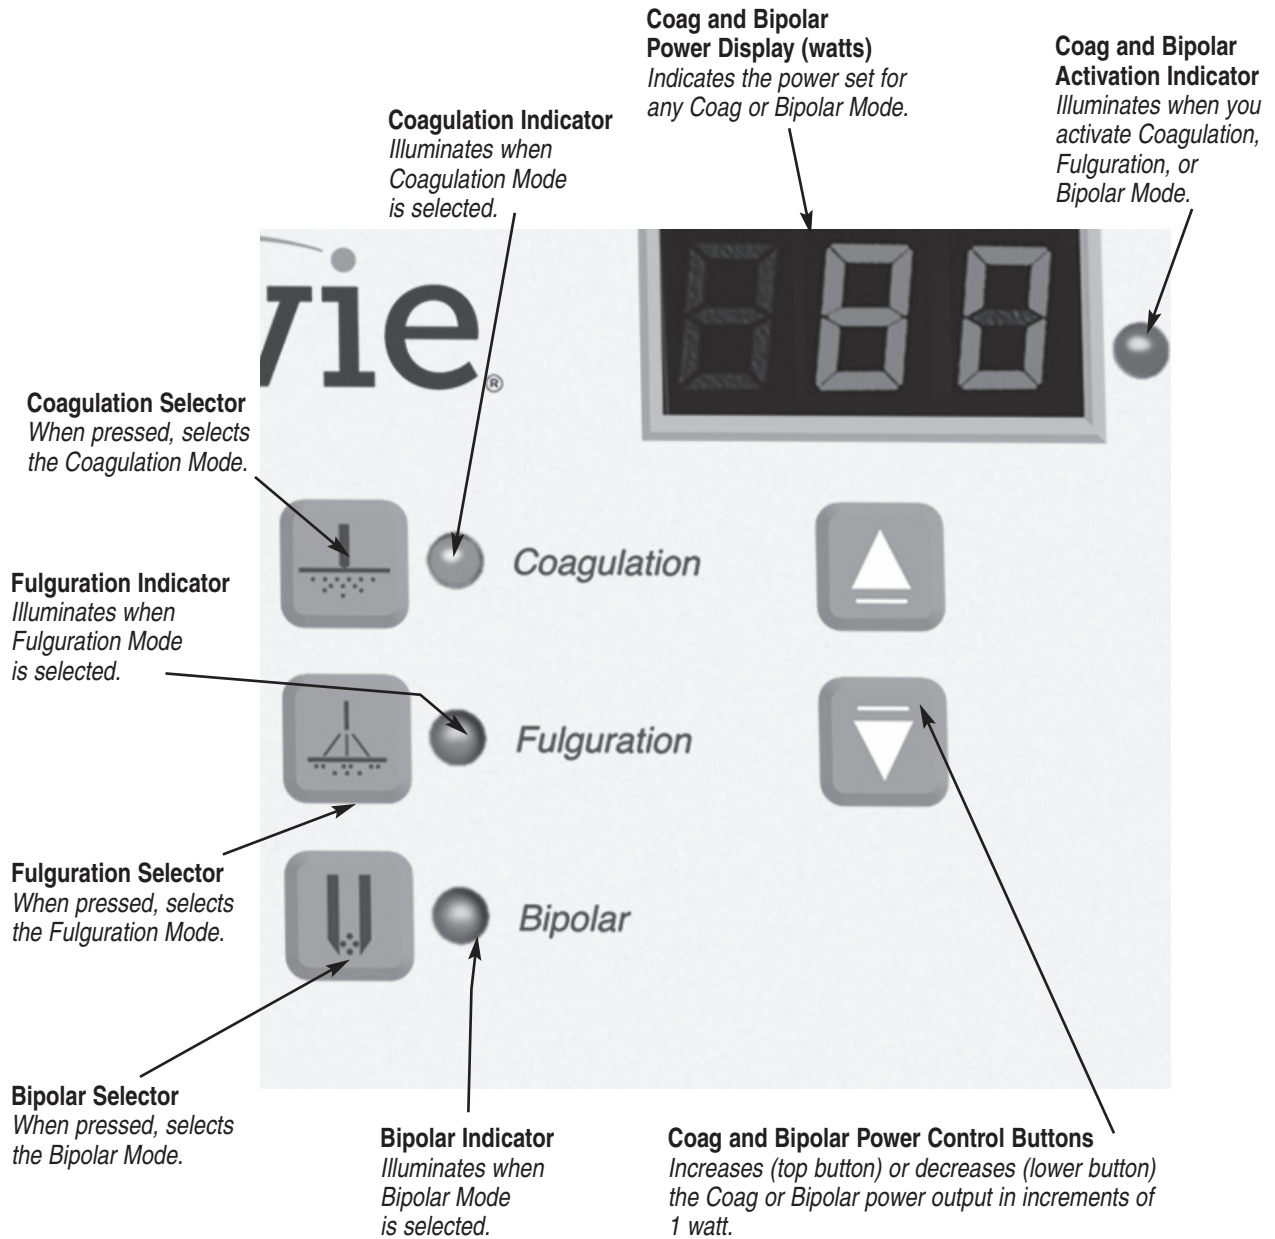 Coag and Bipolar
Power Display (watts)
Indicates the power set for
any Coag or Bipolar Mode.
Coag and Bipolar
Activation Indicator
Illuminates when you
activate Coagulation,
Fulguration, or
Bipolar Mode.
Coagulation Indicator
Illuminates when
Coagulation Mode
is selected.
vie®
80
Coagulation Selector
When pressed, selects
the Coagulation Mode.
Coagulation
Fulguration Indicator
Illuminates when
Fulguration Mode
is selected.
Fulguration
Fulguration Selector
When pressed, selects
the Fulguration Mode.
Bipolar
Bipolar Selector
When pressed, selects
the Bipolar Mode.
Bipolar Indicator
Illuminates when
Bipolar Mode
is selected.
Coag and Bipolar Power Control Buttons
Increases (top button) or decreases (lower button)
the Coag or Bipolar power output in increments of
1 watt.